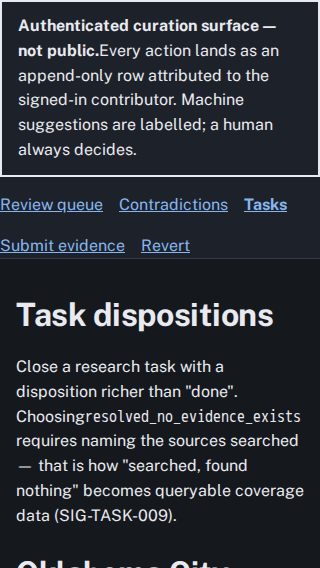 Authenticated curation surface —
not public.Every action lands as an
append-only row attributed to the
signed-in contributor. Machine
suggestions are labelled; a human
always decides.
Review queue Contradictions Tasks
Submit evidence Revert
Task dispositions
Close a research task with a
disposition richer than "done".
Choosingresolved_no_evidence_exists
requires naming the sources searched
— that is how "searched, found
nothing" becomes queryable coverage
data (SIG-TASK-009).
Oklahoma City